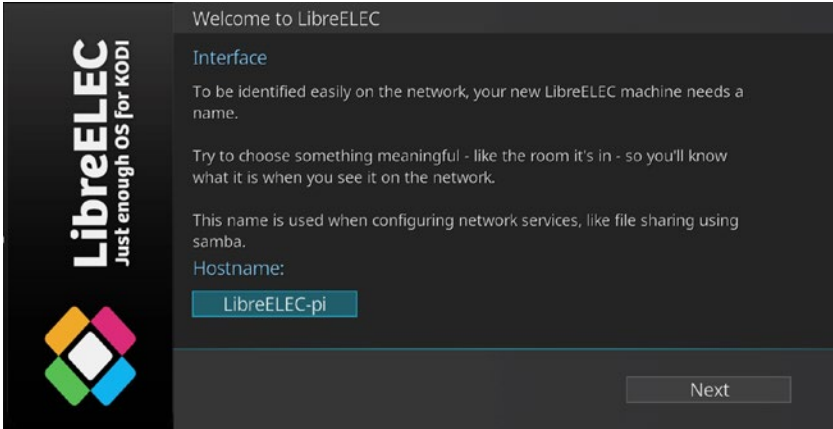 LibreELEC
Just enough OS for KODI
Welcome to LibreELEC
Interface
To be identified easily on the network, your new LibreELEC machine needs a
name.
Try to choose something meaningful - like the room it's in - so you'll know
what it is when you see it on the network.
This name is used when configuring network services, like file sharing using
samba.
Hostname:
LibreELEC-pi
Next